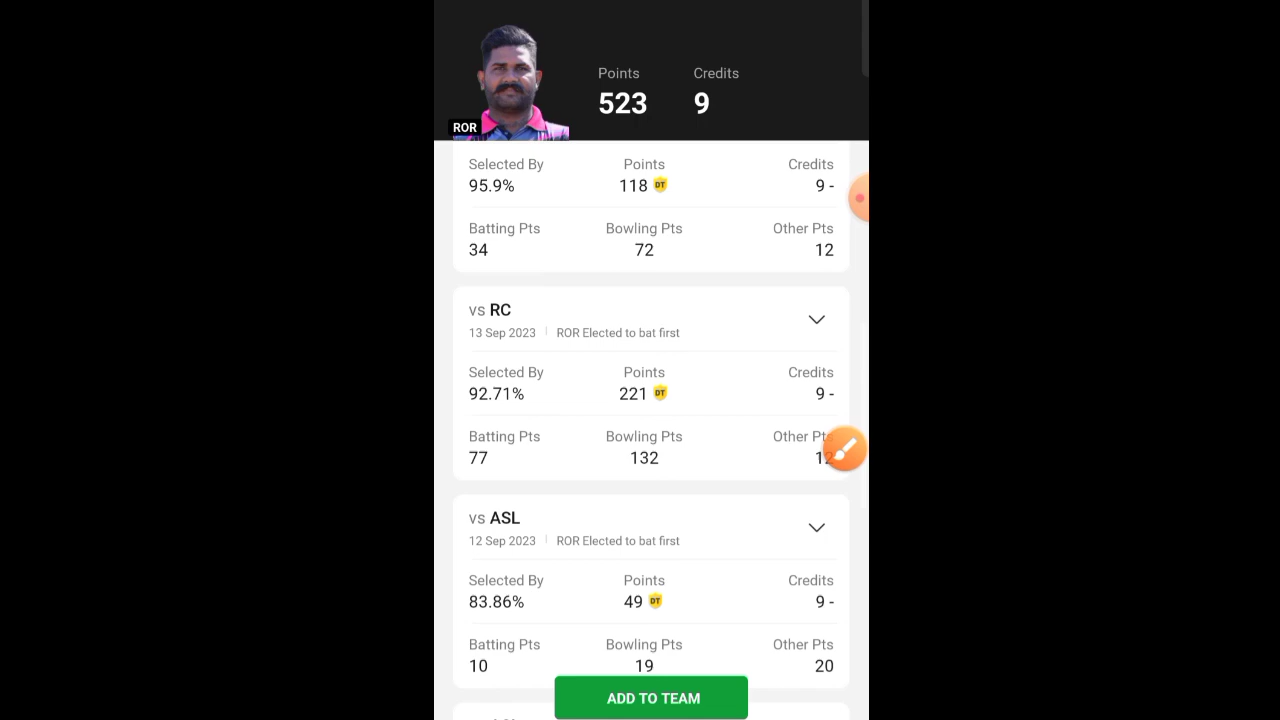 Points Credits
523 9
ROR
Selected By Points Credits
95.9% 118 DT 9 -
Batting Pts Bowling Pts Other Pts
34 72 12
vs RC
13 Sep 2023 ROR Elected to bat first
Selected By Points Credits
92.71% 221 DT 9 -
Batting Pts Bowling Pts Other Pts
77 132 12
vs ASL
12 Sep 2023 ROR Elected to bat first
Selected By Points Credits
83.86% 49 DT 9 -
Batting Pts Bowling Pts Other Pts
10 19 20
ADD TO TEAM